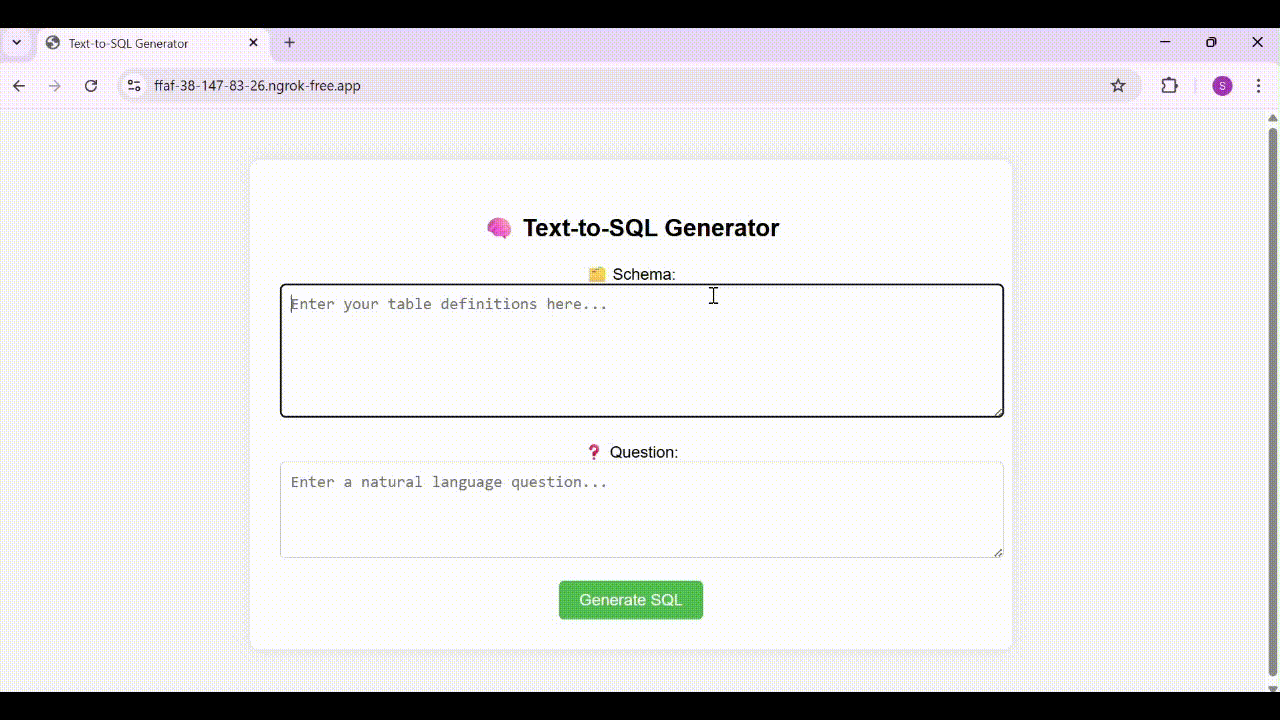 Text-to-SQL Generator
ffaf-38-147-83-26.ngrok-free.app
S
🧠 Text-to-SQL Generator
🗂️ Schema:
Enter your table definitions here...
❓ Question:
Enter a natural language question...
Generate SQL